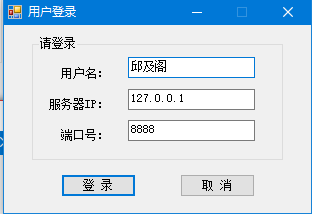 用户登录
请登录
用户名： 邱及阁
服务器IP： 127.0.0.1
端口号： 8888
登 录 取 消